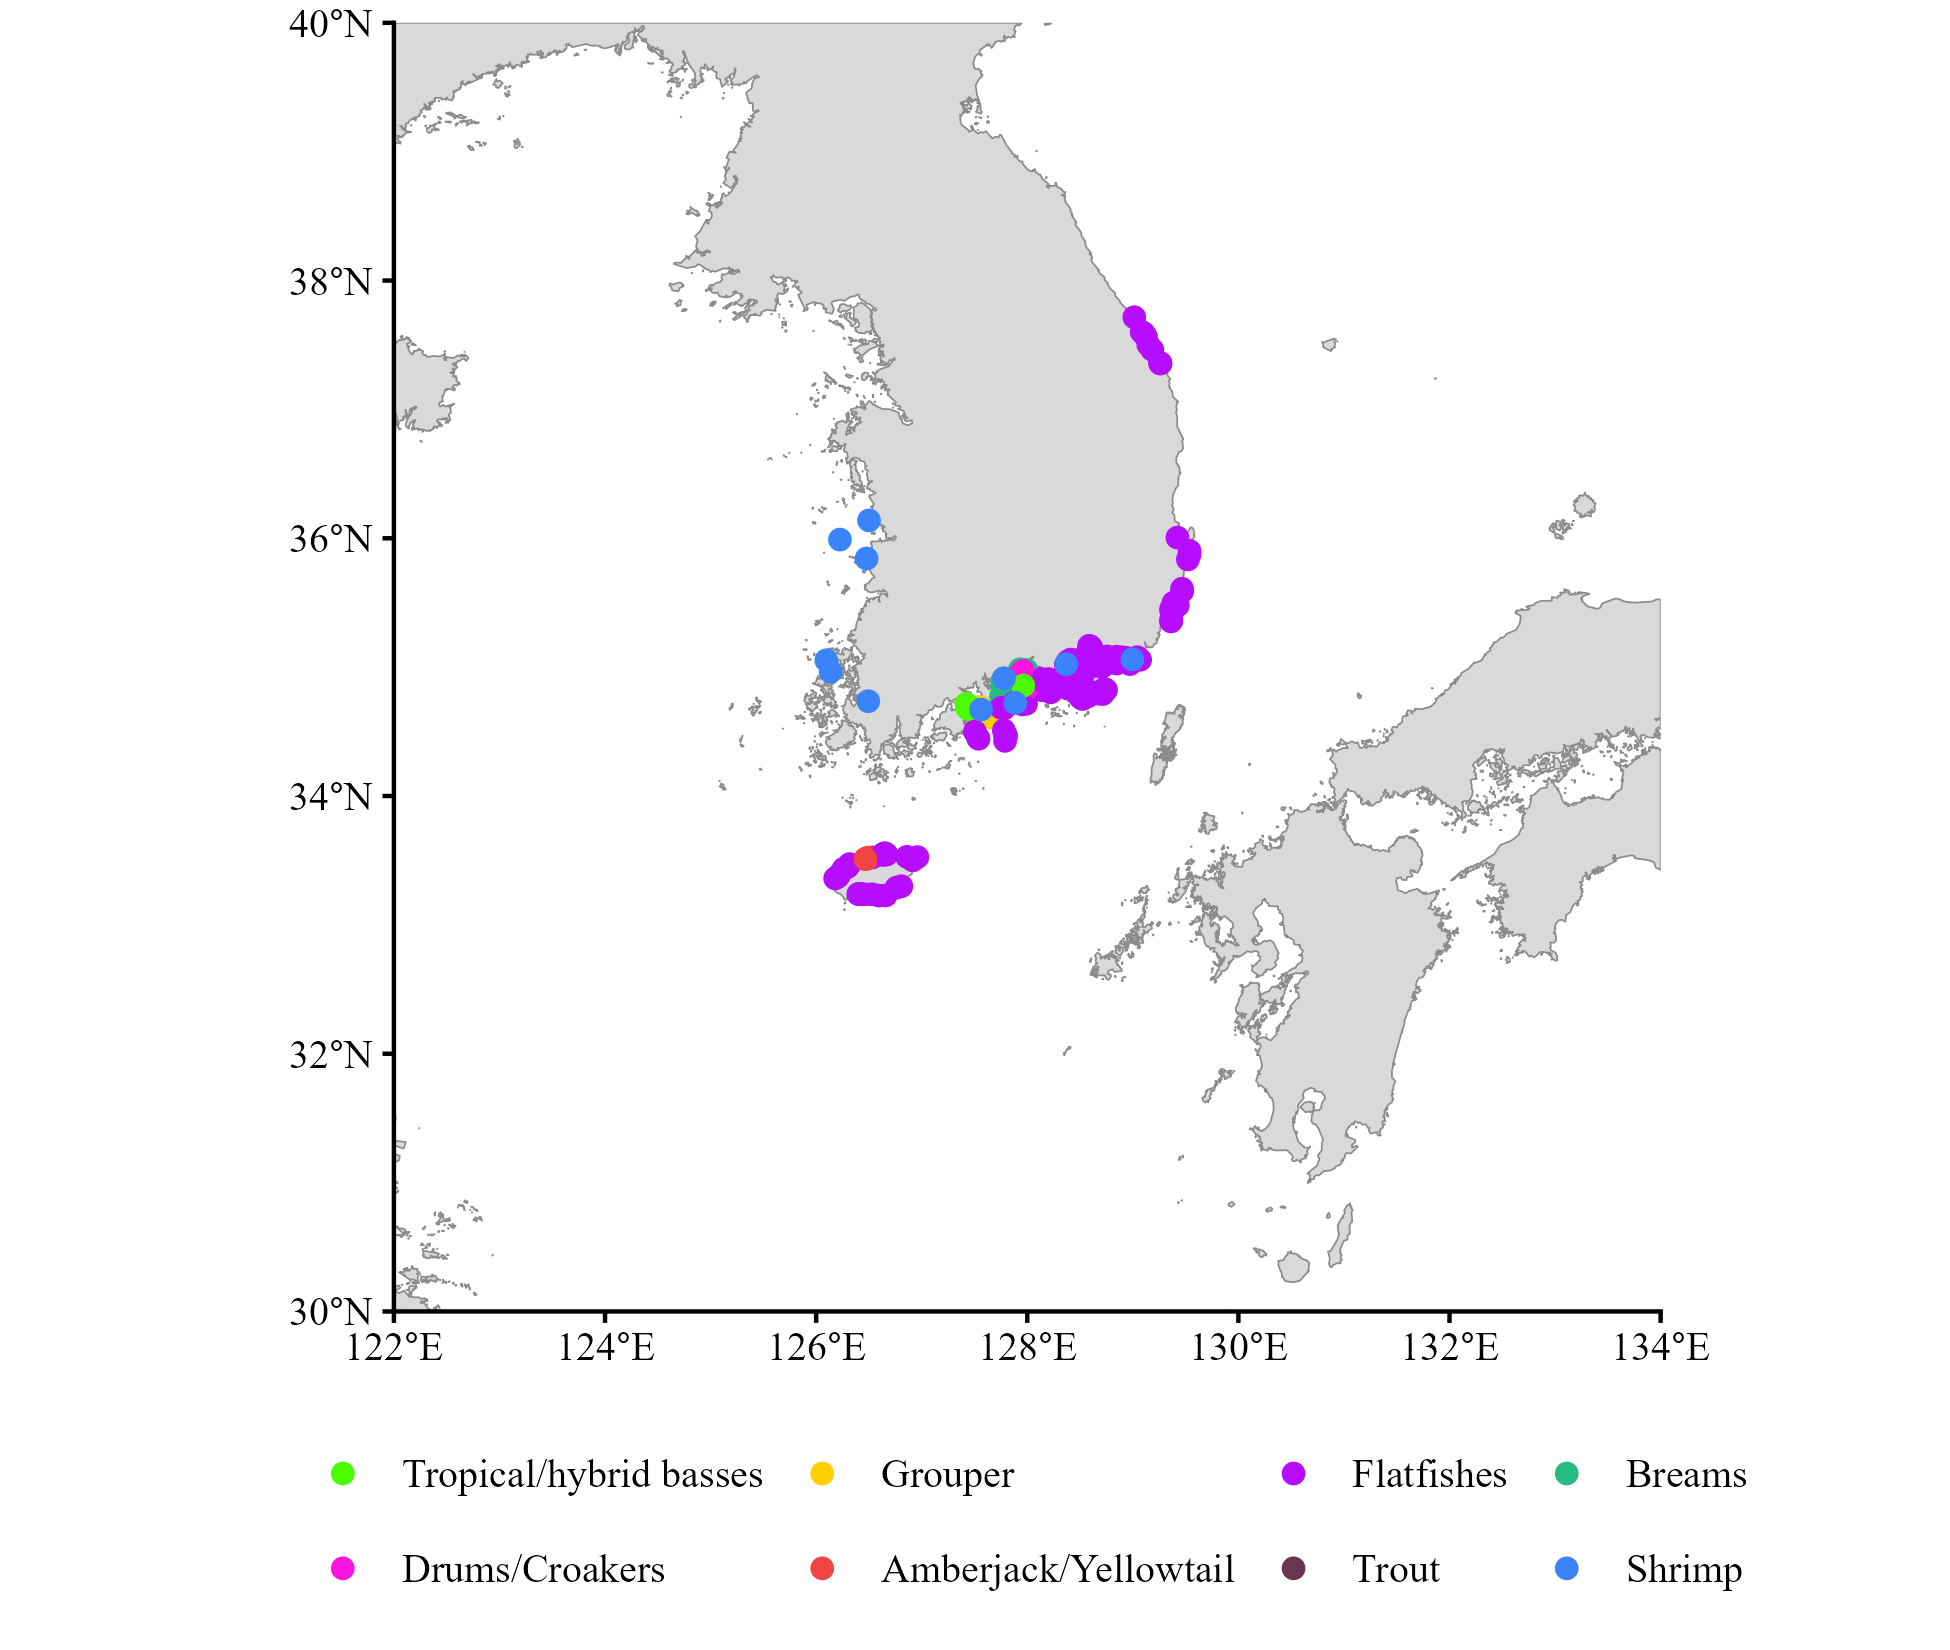 40°N
38°N
36°N
34°N
32°N
30°N
122°E 124°E 126°E 128°E 130°E 132°E 134°E
Tropical/hybrid basses Grouper Flatfishes Breams
Drums/Croakers Amberjack/Yellowtail Trout Shrimp